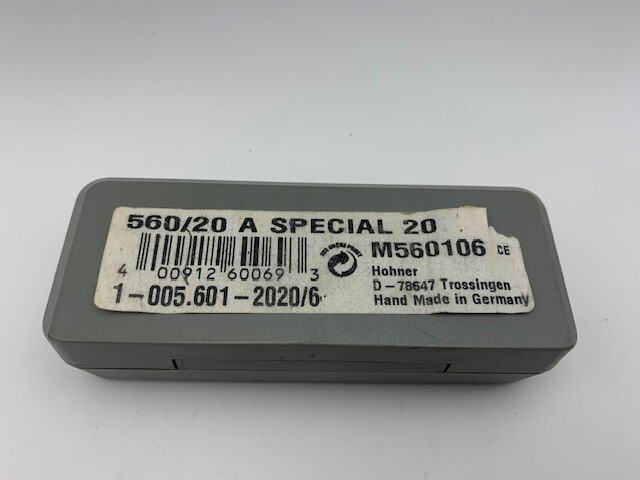 560/20 A SPECIAL 20
4 00912 60069 3
1-005.601-2020/6
M560106 CE
Hohner
D-78647 Trossingen
Hand Made in Germany